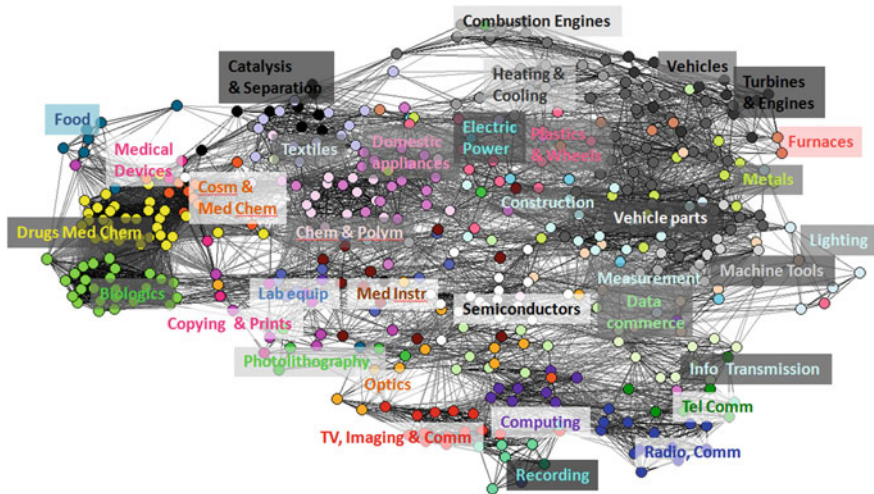 Combustion Engines
Catalysis
& Separation
Heating &
Cooling
Vehicles
Turbines
& Engines
Food
Medical
Devices
Textiles
Domestic
appliances
Electric
Power
Plastics
& Wheels
Furnaces
Cosm &
Med Chem
Construction
Metals
Drugs Med Chem
Chem & Polym
Vehicle parts
Lighting
Biologics
Lab equip
Med Instr
Measurement
Machine Tools
Copying & Prints
Semiconductors
Data
commerce
Photolithography
Optics
Info Transmission
TV, Imaging & Comm
Computing
Tel Comm
Radio, Comm
Recording